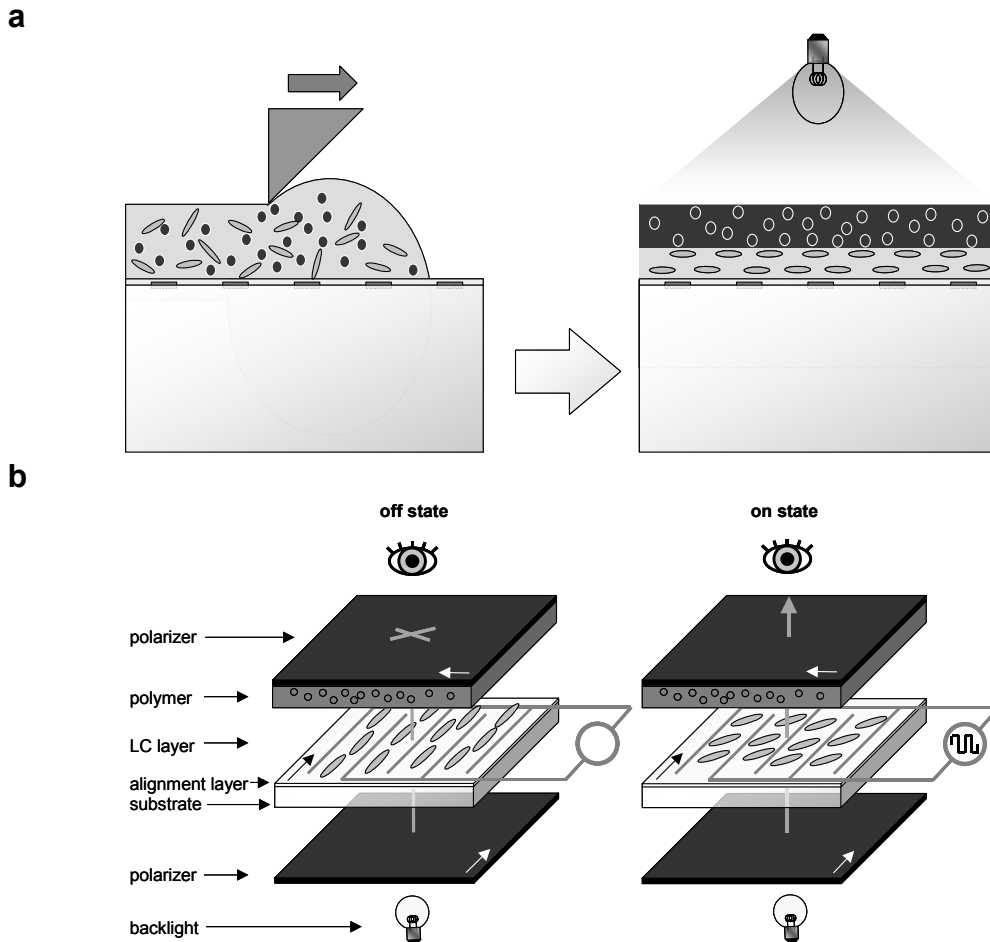 a
b
off state
on state
polarizer
polymer
LC layer
alignment layer
substrate
polarizer
backlight